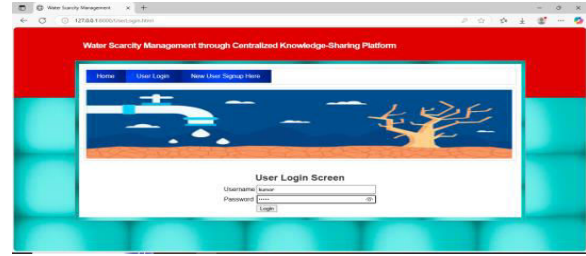 Water Scarcity Management
127.0.0.1:8000/UserLogin.html
Water Scarcity Management through Centralized Knowledge-Sharing Platform
Home User Login New User Signup Here
User Login Screen
Username kumar
Password •••••
Login